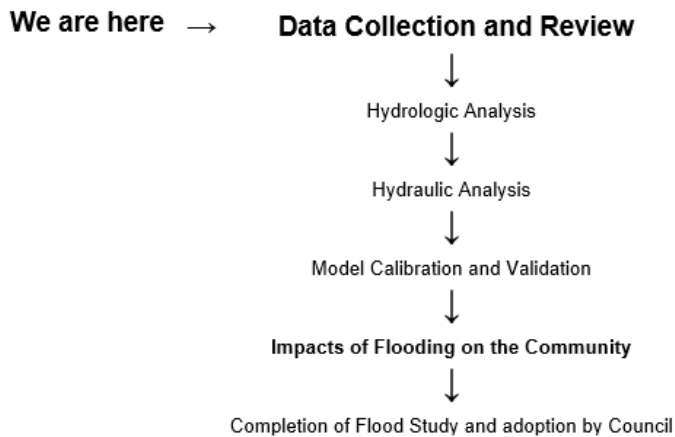 We are here → Data Collection and Review
↓
Hydrologic Analysis
↓
Hydraulic Analysis
↓
Model Calibration and Validation
↓
Impacts of Flooding on the Community
↓
Completion of Flood Study and adoption by Council